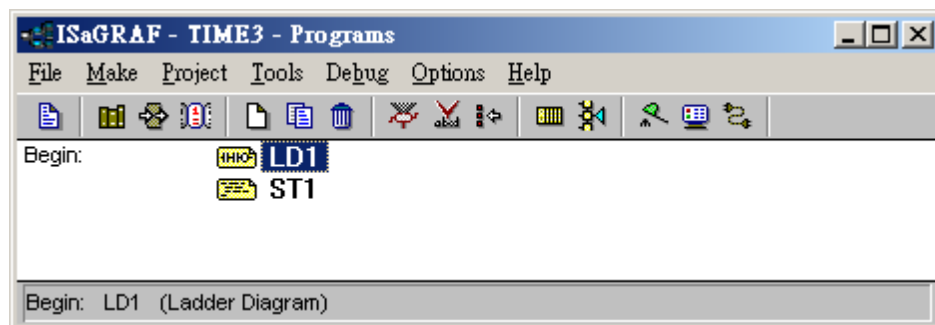 ISaGRAF - TIME3 - Programs
File Make Project Tools Debug Options Help
Begin: LD1
ST1
Begin: LD1 (Ladder Diagram)